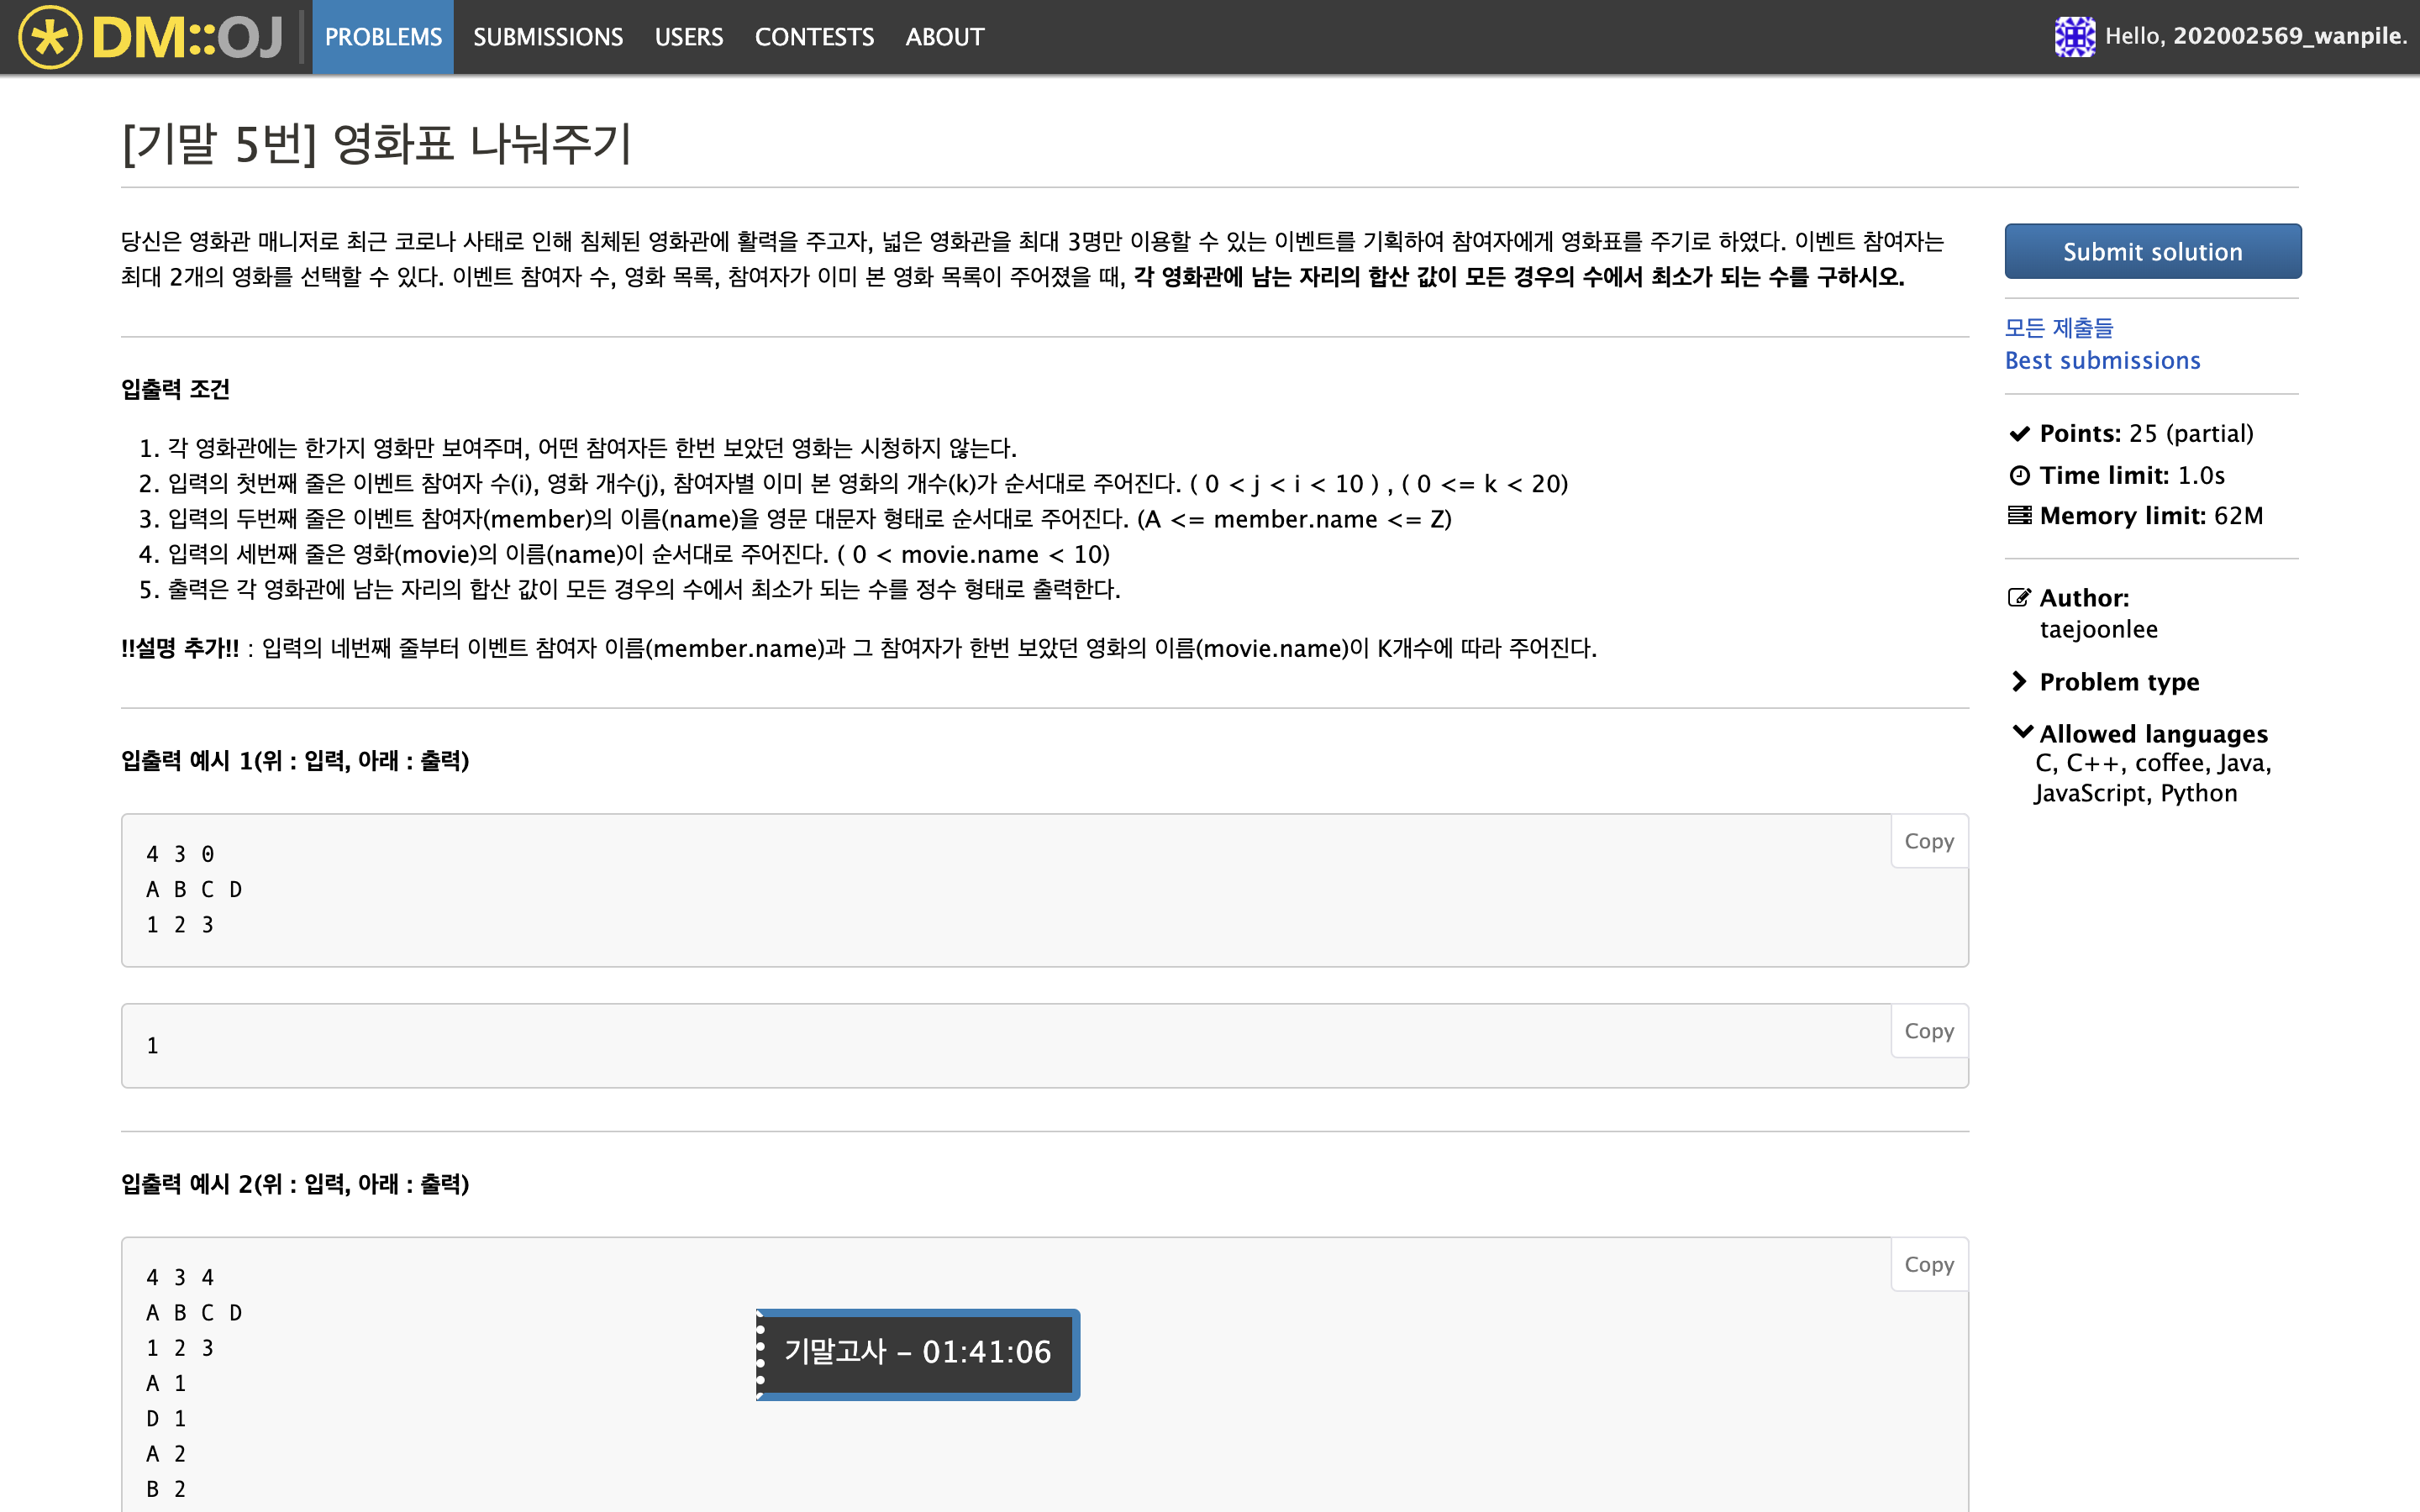 DM::OJ PROBLEMS SUBMISSIONS USERS CONTESTS ABOUT Hello, 202002569_wanpile.
[기말 5번] 영화표 나눠주기
당신은 영화관 매니저로 최근 코로나 사태로 인해 침체된 영화관에 활력을 주고자, 넓은 영화관을 최대 3명만 이용할 수 있는 이벤트를 기획하여 참여자에게 영화표를 주기로 하였다. 이벤트 참여자는
최대 2개의 영화를 선택할 수 있다. 이벤트 참여자 수, 영화 목록, 참여자가 이미 본 영화 목록이 주어졌을 때, 각 영화관에 남는 자리의 합산 값이 모든 경우의 수에서 최소가 되는 수를 구하시오.
입출력 조건
1. 각 영화관에는 한가지 영화만 보여주며, 어떤 참여자든 한번 보았던 영화는 시청하지 않는다.
2. 입력의 첫번째 줄은 이벤트 참여자 수(i), 영화 개수(j), 참여자별 이미 본 영화의 개수(k)가 순서대로 주어진다. ( 0 < j < i < 10 ) , ( 0 <= k < 20)
3. 입력의 두번째 줄은 이벤트 참여자(member)의 이름(name)을 영문 대문자 형태로 순서대로 주어진다. (A <= member.name <= Z)
4. 입력의 세번째 줄은 영화(movie)의 이름(name)이 순서대로 주어진다. ( 0 < movie.name < 10)
5. 출력은 각 영화관에 남는 자리의 합산 값이 모든 경우의 수에서 최소가 되는 수를 정수 형태로 출력한다.
!!설명 추가!! : 입력의 네번째 줄부터 이벤트 참여자 이름(member.name)과 그 참여자가 한번 보았던 영화의 이름(movie.name)이 K개수에 따라 주어진다.
입출력 예시 1(위 : 입력, 아래 : 출력)
Copy
4 3 0
A B C D
1 2 3
Copy
1
입출력 예시 2(위 : 입력, 아래 : 출력)
Copy
4 3 4
A B C D
1 2 3
A 1
D 1
A 2
B 2
기말고사 - 01:41:06
Submit solution
모든 제출들
Best submissions
Points: 25 (partial)
Time limit: 1.0s
Memory limit: 62M
Author:
taejoonlee
Problem type
Allowed languages
C, C++, coffee, Java,
JavaScript, Python